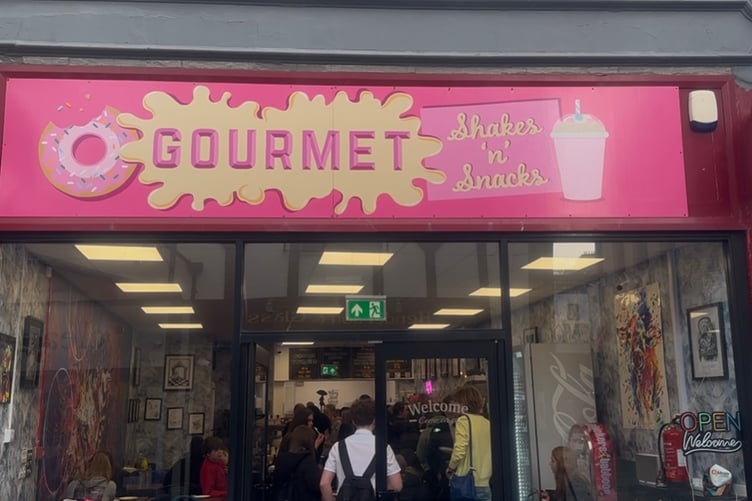 GOURMET
Shakes
'n'
Snacks
Welcome
OPEN
Welcome